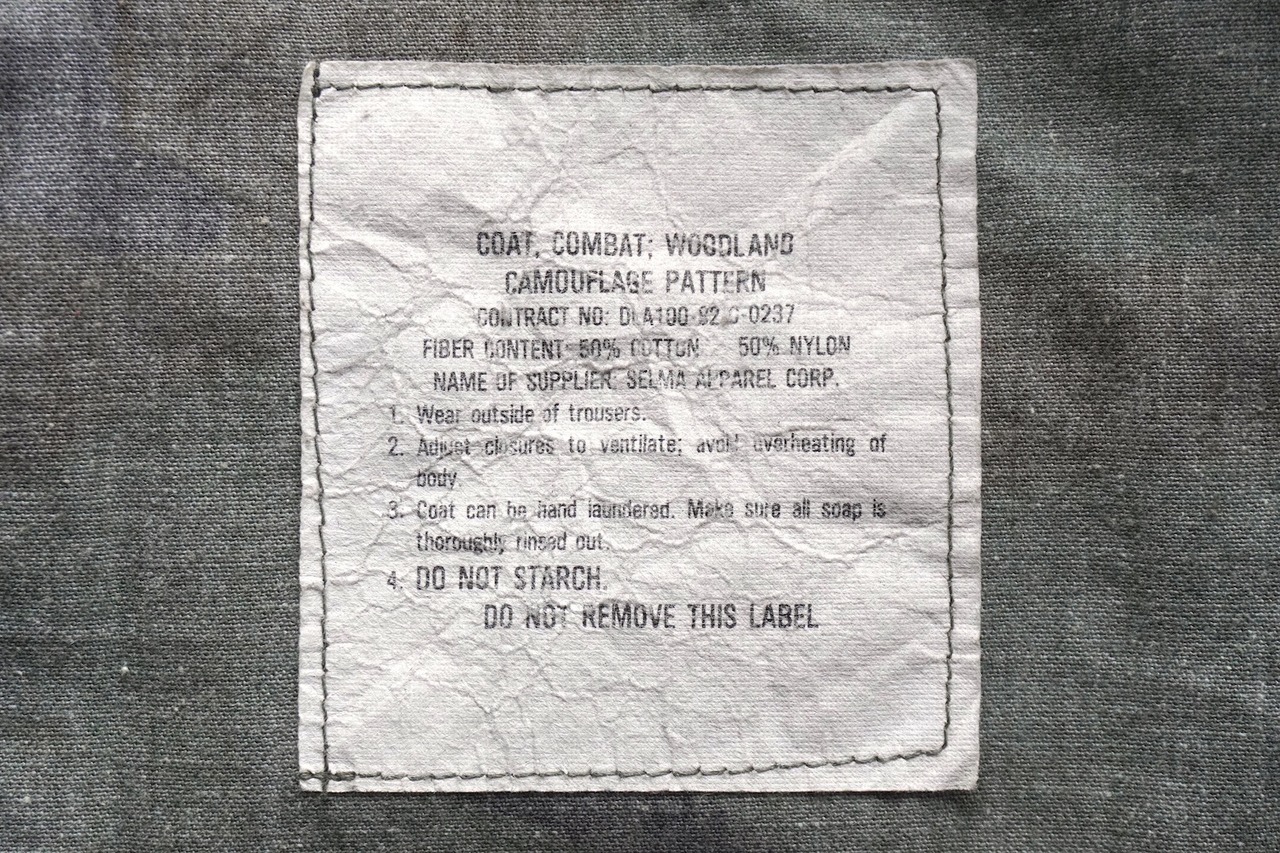 COAT, COMBAT; WOODLAND
CAMOUFLAGE PATTERN
CONTRACT NO: DLA100-92-C-0237
FIBER CONTENT: 50% COTTON 50% NYLON
NAME OF SUPPLIER: SELMA APPAREL CORP.
1. Wear outside of trousers.
2. Adjust closures to ventilate; avoid overheating of
body
3. Coat can be hand laundered. Make sure all soap is
thoroughly rinsed out.
4. DO NOT STARCH.
DO NOT REMOVE THIS LABEL